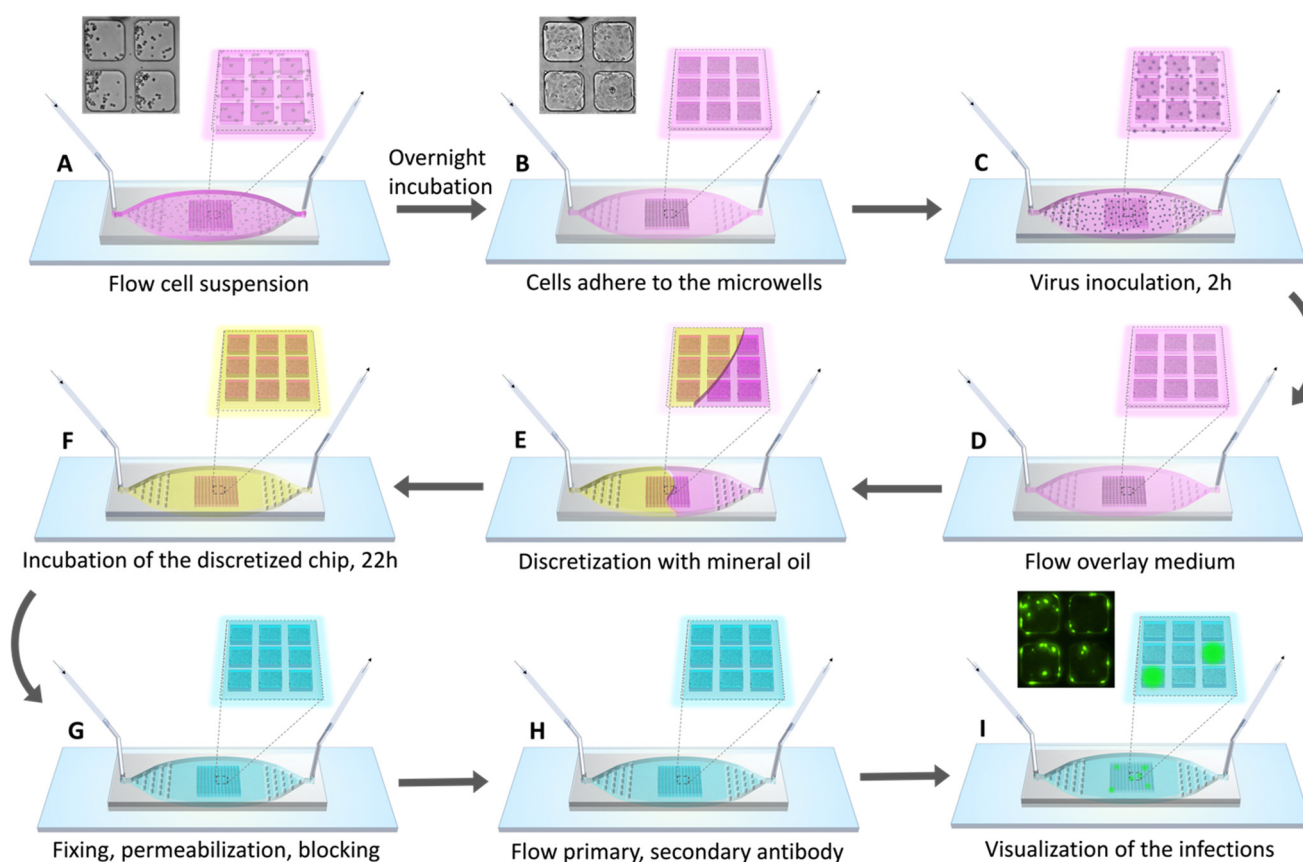 A
Flow cell suspension
Overnight
incubation
B
Cells adhere to the microwells
C
Virus inoculation, 2h
D
Flow overlay medium
E
Discretization with mineral oil
F
Incubation of the discretized chip, 22h
G
Fixing, permeabilization, blocking
H
Flow primary, secondary antibody
I
Visualization of the infections